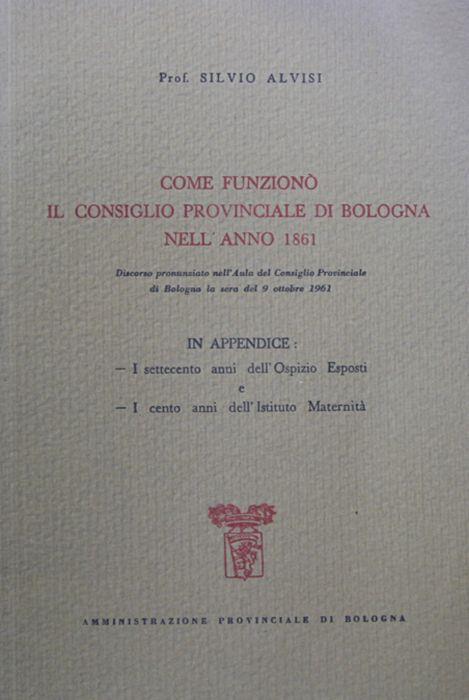 Prof. SILVIO ALVISI
COME FUNZIONÒ
IL CONSIGLIO PROVINCIALE DI BOLOGNA
NELL'ANNO 1861
Discorso pronunziato nell'Aula del Consiglio Provinciale
di Bologna la sera del 9 ottobre 1961
IN APPENDICE:
— I settecento anni dell'Ospizio Esposti
e
— I cento anni dell'Istituto Maternità
AMMINISTRAZIONE PROVINCIALE DI BOLOGNA